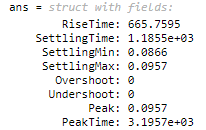 ans = struct with fields:
RiseTime: 665.7595
SettlingTime: 1.1855e+03
SettlingMin: 0.0866
SettlingMax: 0.0957
Overshoot: 0
Undershoot: 0
Peak: 0.0957
PeakTime: 3.1957e+03